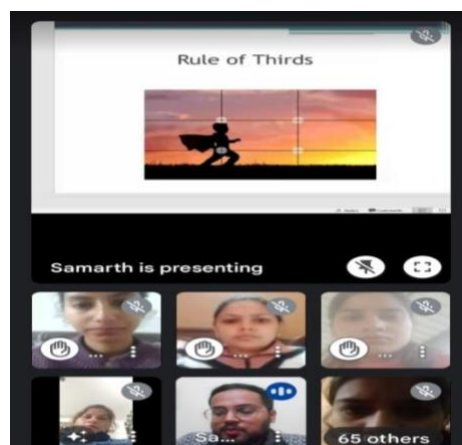 Rule of Thirds
Samarth is presenting
Sa...
65 others